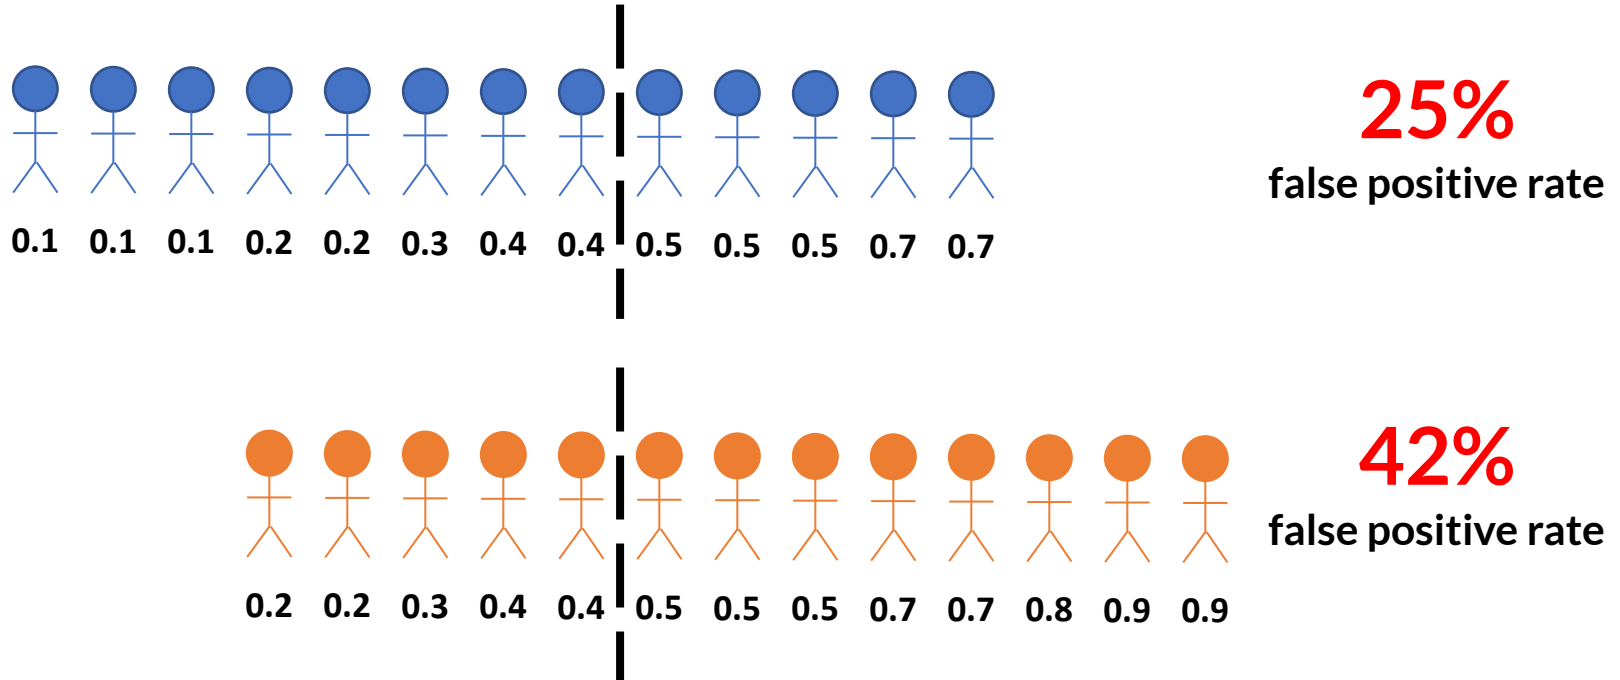 25%
false positive rate
0.1 0.1 0.1 0.2 0.2 0.3 0.4 0.4 0.5 0.5 0.5 0.7 0.7
42%
false positive rate
0.2 0.2 0.3 0.4 0.4 0.5 0.5 0.5 0.7 0.7 0.8 0.9 0.9